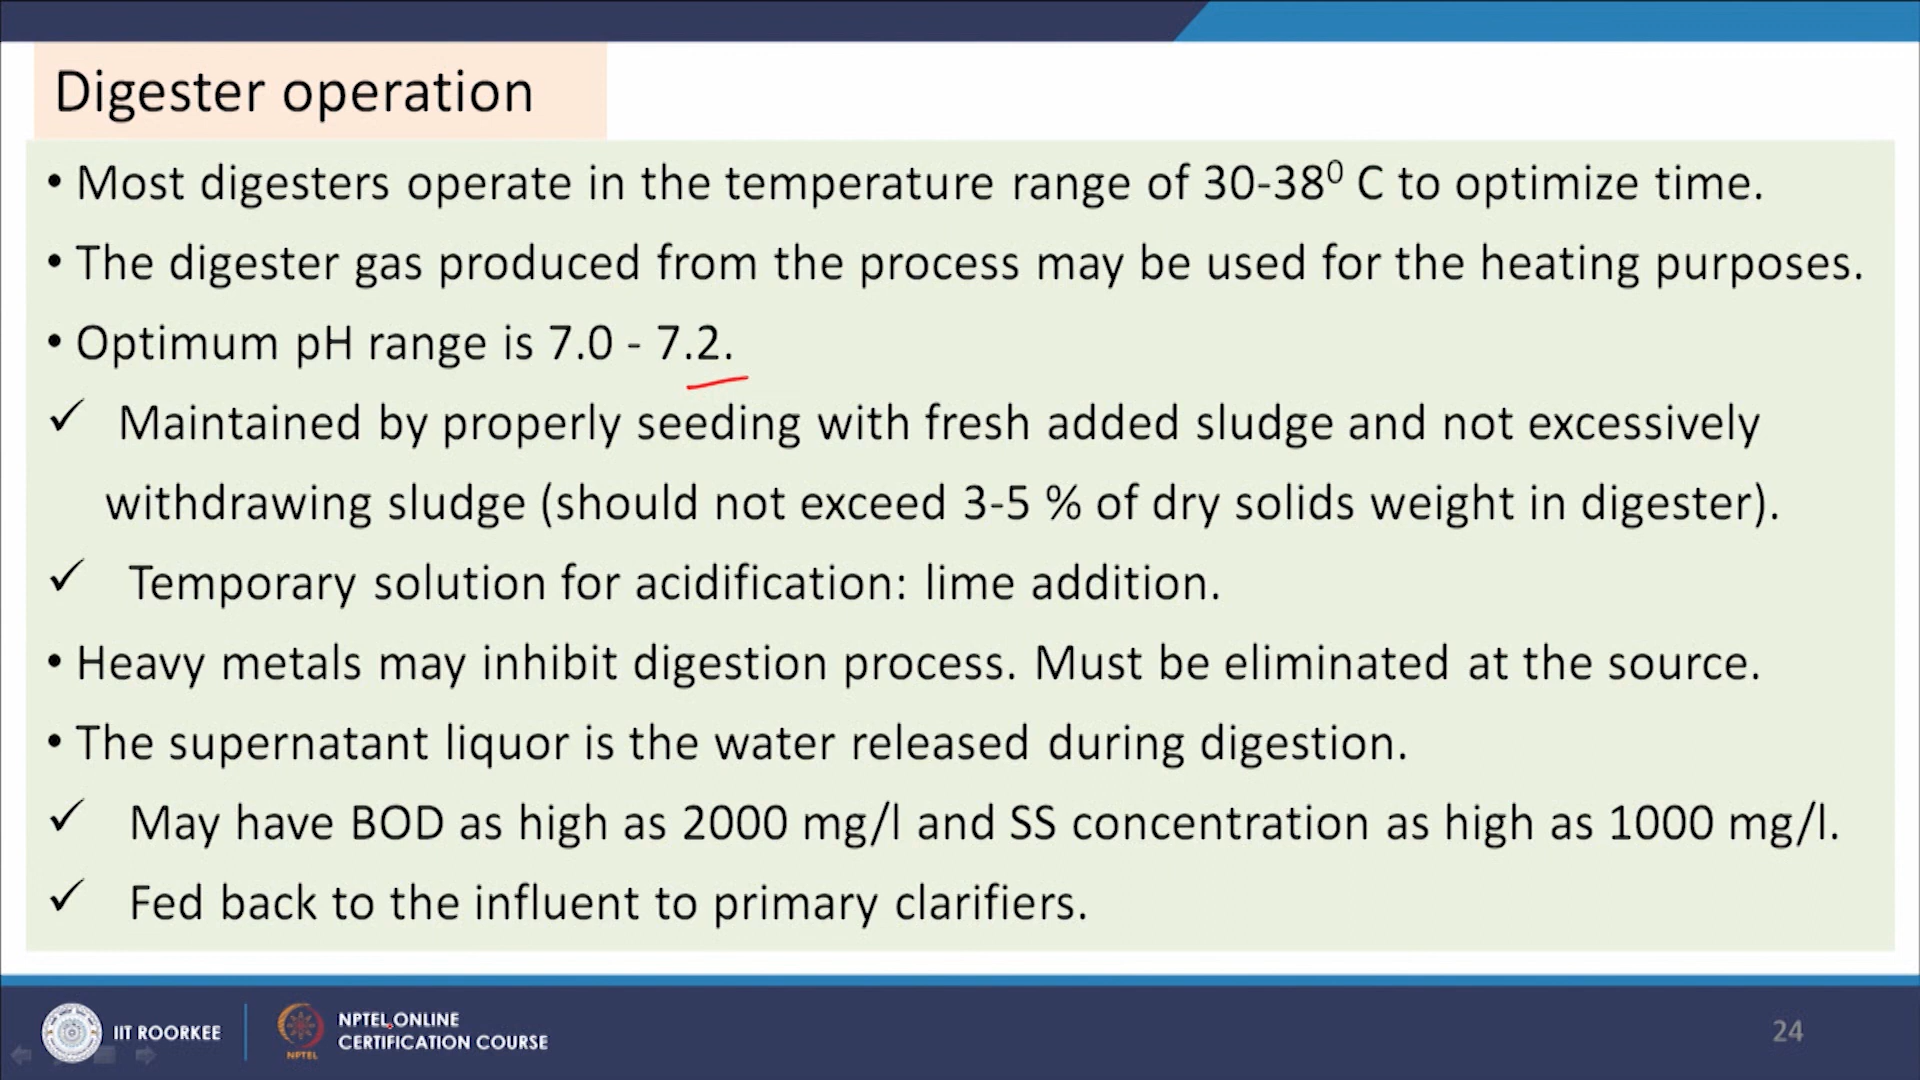 Digester operation
• Most digesters operate in the temperature range of 30-38⁰ C to optimize time.
• The digester gas produced from the process may be used for the heating purposes.
• Optimum pH range is 7.0 - 7.2.
✓ Maintained by properly seeding with fresh added sludge and not excessively
withdrawing sludge (should not exceed 3-5 % of dry solids weight in digester).
✓ Temporary solution for acidification: lime addition.
• Heavy metals may inhibit digestion process. Must be eliminated at the source.
• The supernatant liquor is the water released during digestion.
✓ May have BOD as high as 2000 mg/l and SS concentration as high as 1000 mg/l.
✓ Fed back to the influent to primary clarifiers.
IIT ROORKEE
NPTEL
NPTEL ONLINE
CERTIFICATION COURSE
24